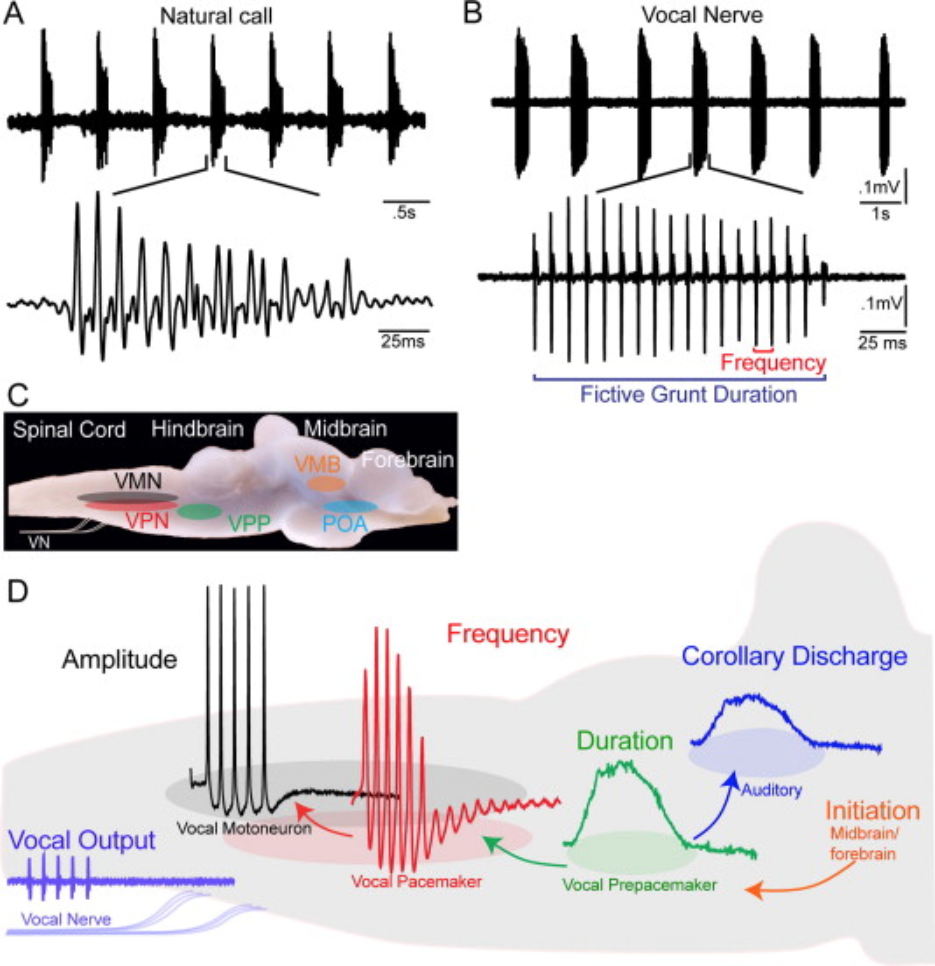 A
Natural call
.5s
25ms
B
Vocal Nerve
.1mV
1s
.1mV
25 ms
Frequency
Fictive Grunt Duration
C
Spinal Cord Hindbrain Midbrain
Forebrain
VMB
VMN
VPN VPP POA
VN
D
Amplitude
Frequency
Corollary Discharge
Duration
Auditory
Initiation
Midbrain/
forebrain
Vocal Motoneuron
Vocal Output
Vocal Pacemaker
Vocal Prepacemaker
Vocal Nerve